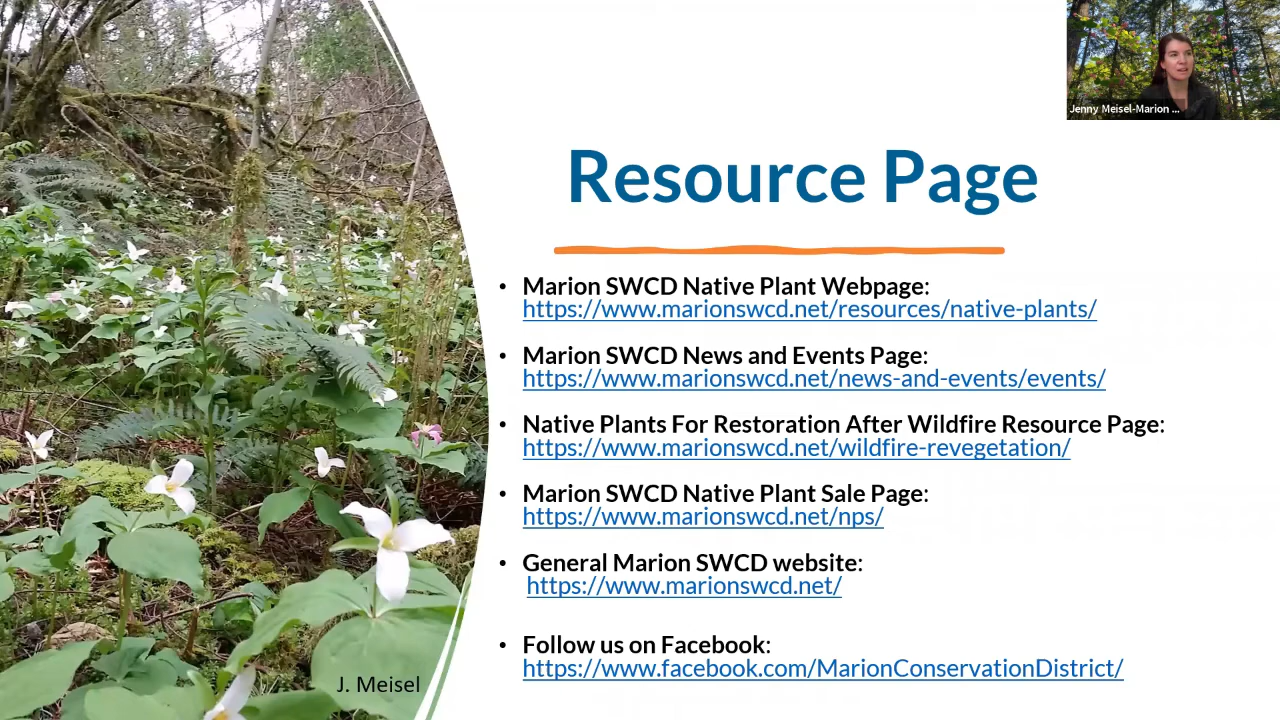 Jenny Meisel-Marion ...
Resource Page
• Marion SWCD Native Plant Webpage:
https://www.marionswcd.net/resources/native-plants/
• Marion SWCD News and Events Page:
https://www.marionswcd.net/news-and-events/events/
• Native Plants For Restoration After Wildfire Resource Page:
https://www.marionswcd.net/wildfire-revegetation/
• Marion SWCD Native Plant Sale Page:
https://www.marionswcd.net/nps/
• General Marion SWCD website:
https://www.marionswcd.net/
• Follow us on Facebook:
https://www.facebook.com/MarionConservationDistrict/
J. Meisel